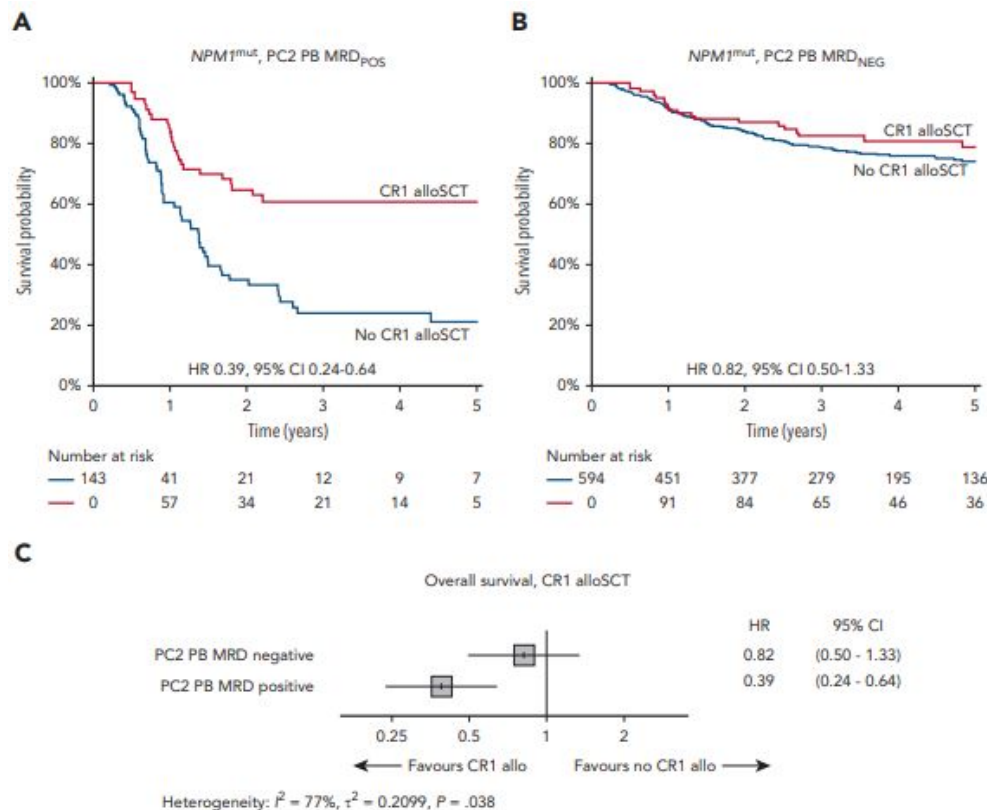 A
NPM1mut, PC2 PB MRDPOS
100%
80%
60%
40%
20%
0%
Survival probability
CR1 alloSCT
No CR1 alloSCT
HR 0.39, 95% CI 0.24-0.64
0 1 2 3 4 5
Time (years)
Number at risk
143 41 21 12 9 7
0 57 34 21 14 5
B
NPM1mut, PC2 PB MRDNEG
100%
80%
60%
40%
20%
0%
Survival probability
CR1 alloSCT
No CR1 alloSCT
HR 0.82, 95% CI 0.50-1.33
0 1 2 3 4 5
Time (years)
Number at risk
594 451 377 279 195 136
0 91 84 65 46 36
C
Overall survival, CR1 alloSCT
HR 95% CI
PC2 PB MRD negative 0.82 (0.50 - 1.33)
PC2 PB MRD positive 0.39 (0.24 - 0.64)
0.25 0.5 1 2
Favours CR1 allo Favours no CR1 allo
Heterogeneity: I² = 77%, τ² = 0.2099, P = .038